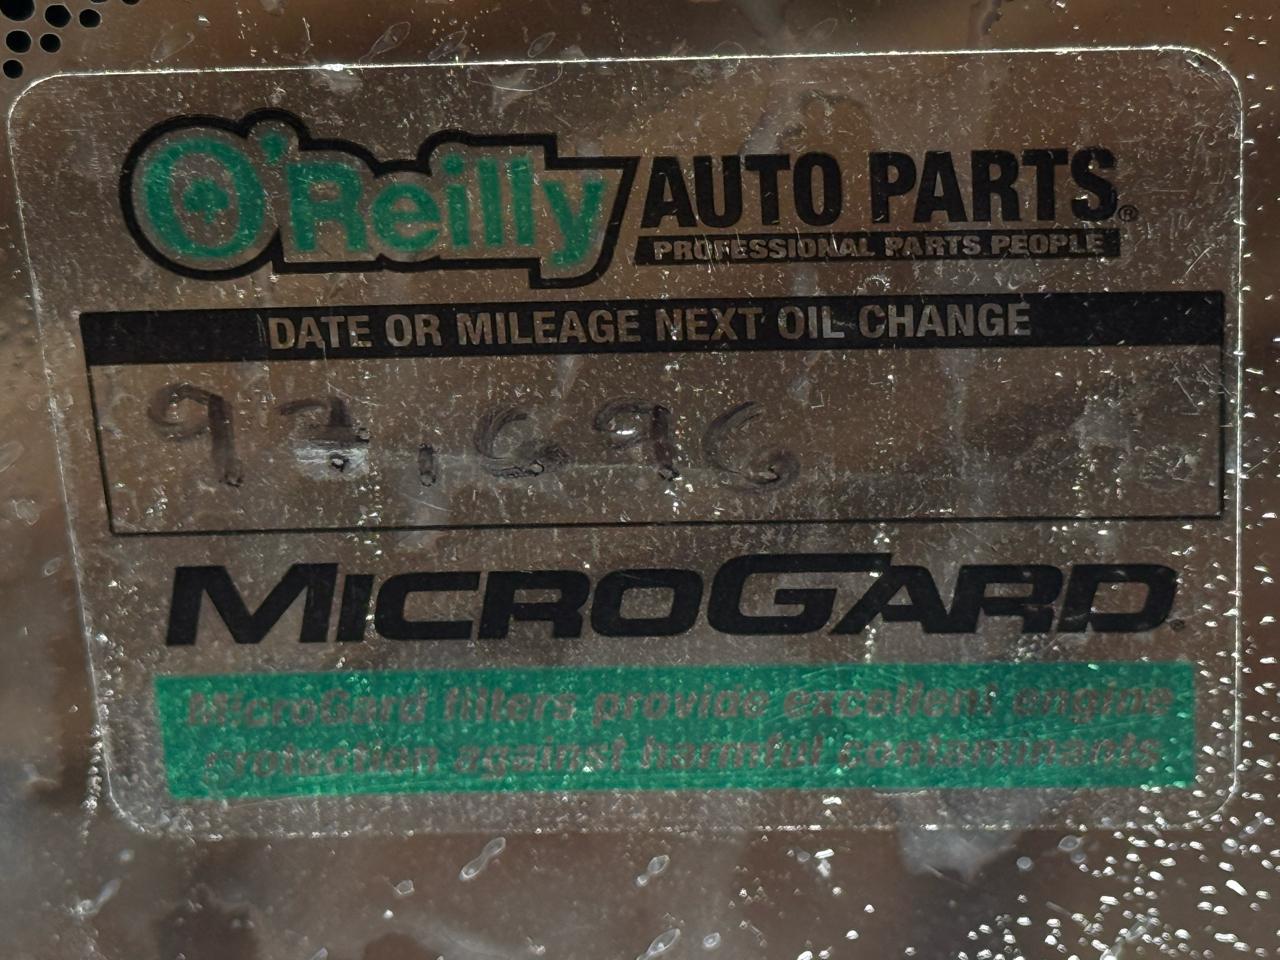 O'Reilly AUTO PARTS®
PROFESSIONAL PARTS PEOPLE
DATE OR MILEAGE NEXT OIL CHANGE
97,696
MICROGARD®
MicroGard filters provide excellent engine
protection against harmful contaminants